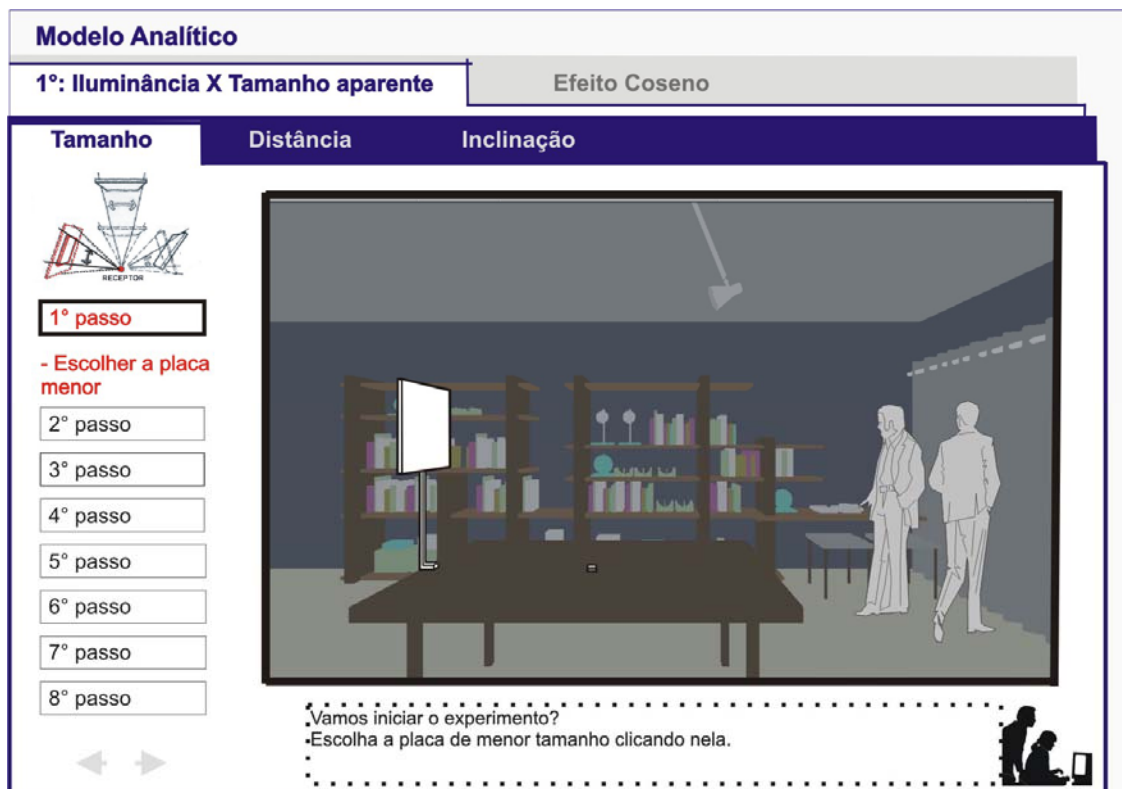 Modelo Analítico
1°: Iluminância X Tamanho aparente
Efeito Coseno
Tamanho
Distância
Inclinação
RECEPTOR
1° passo
- Escolher a placa
menor
2° passo
3° passo
4° passo
5° passo
6° passo
7° passo
8° passo
Vamos iniciar o experimento?
Escolha a placa de menor tamanho clicando nela.